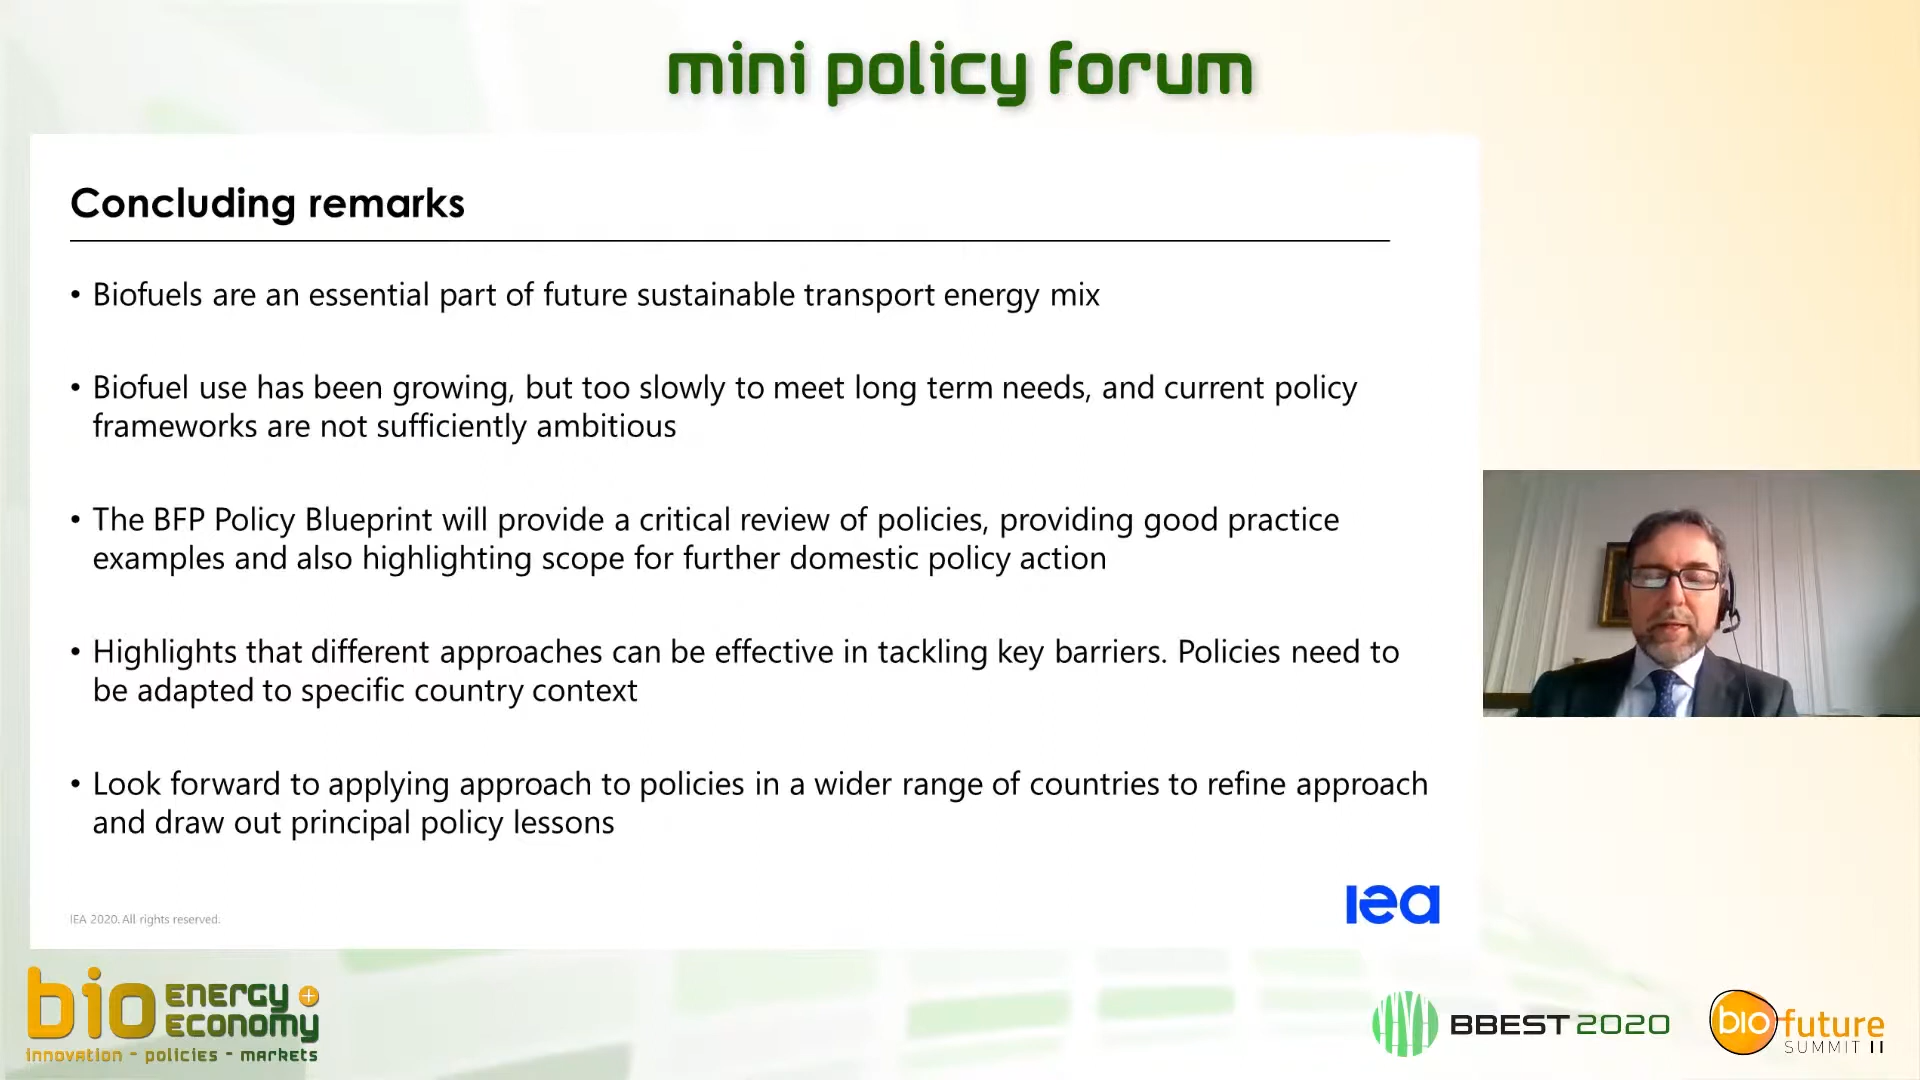 mini policy forum
Concluding remarks
• Biofuels are an essential part of future sustainable transport energy mix
• Biofuel use has been growing, but too slowly to meet long term needs, and current policy
frameworks are not sufficiently ambitious
• The BFP Policy Blueprint will provide a critical review of policies, providing good practice
examples and also highlighting scope for further domestic policy action
• Highlights that different approaches can be effective in tackling key barriers. Policies need to
be adapted to specific country context
• Look forward to applying approach to policies in a wider range of countries to refine approach
and draw out principal policy lessons
IEA 2020. All rights reserved.
iea
bio ENERGY +
ECONOMY
innovation - policies - markets
BBEST 2020
biofuture
SUMMIT II